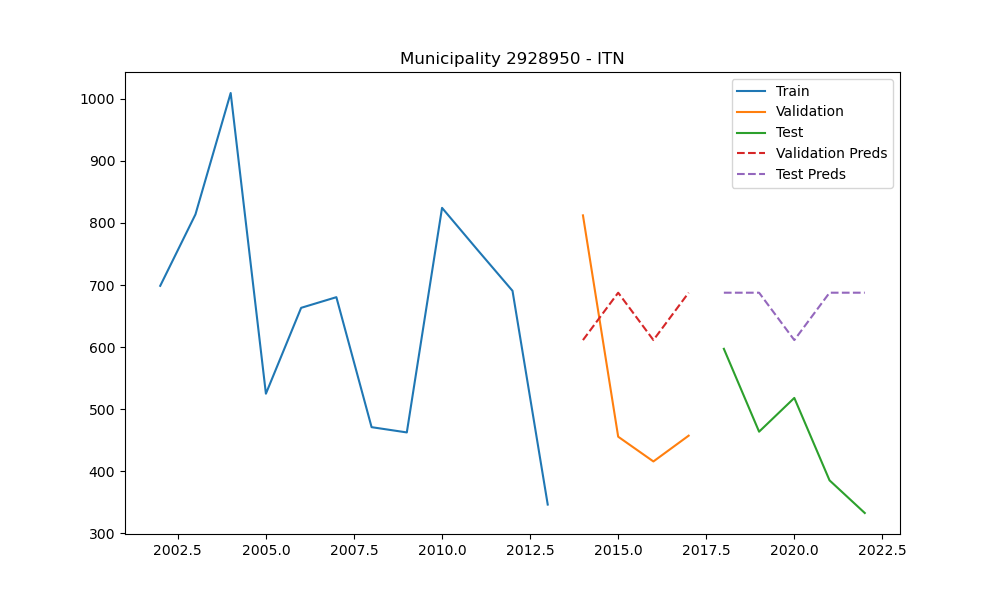 Municipality 2928950 - ITN
Train
Validation
Test
Validation Preds
Test Preds
1000
900
800
700
600
500
400
300
2002.5 2005.0 2007.5 2010.0 2012.5 2015.0 2017.5 2020.0 2022.5